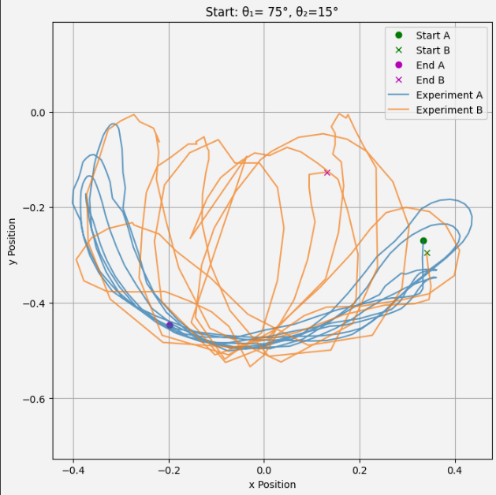 Start: θ₁= 75°, θ₂=15°
Start A
Start B
End A
End B
Experiment A
Experiment B
0.0
−0.2
−0.4
−0.6
y Position
−0.4
−0.2
0.0
0.2
0.4
x Position